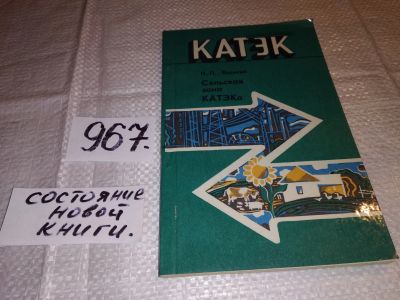 КАТЭК
Сельская
зона
КАТЭКа
967.
состояние
новой
книги.